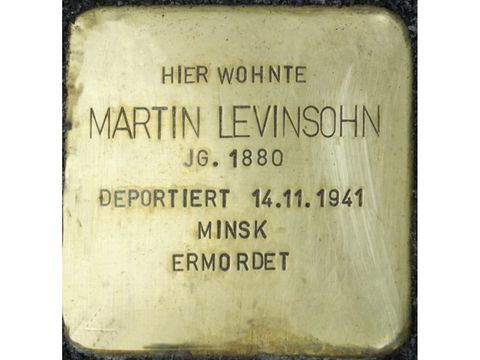 HIER WOHNTE
MARTIN LEVINSOHN
JG. 1880
DEPORTIERT 14.11.1941
MINSK
ERMORDET